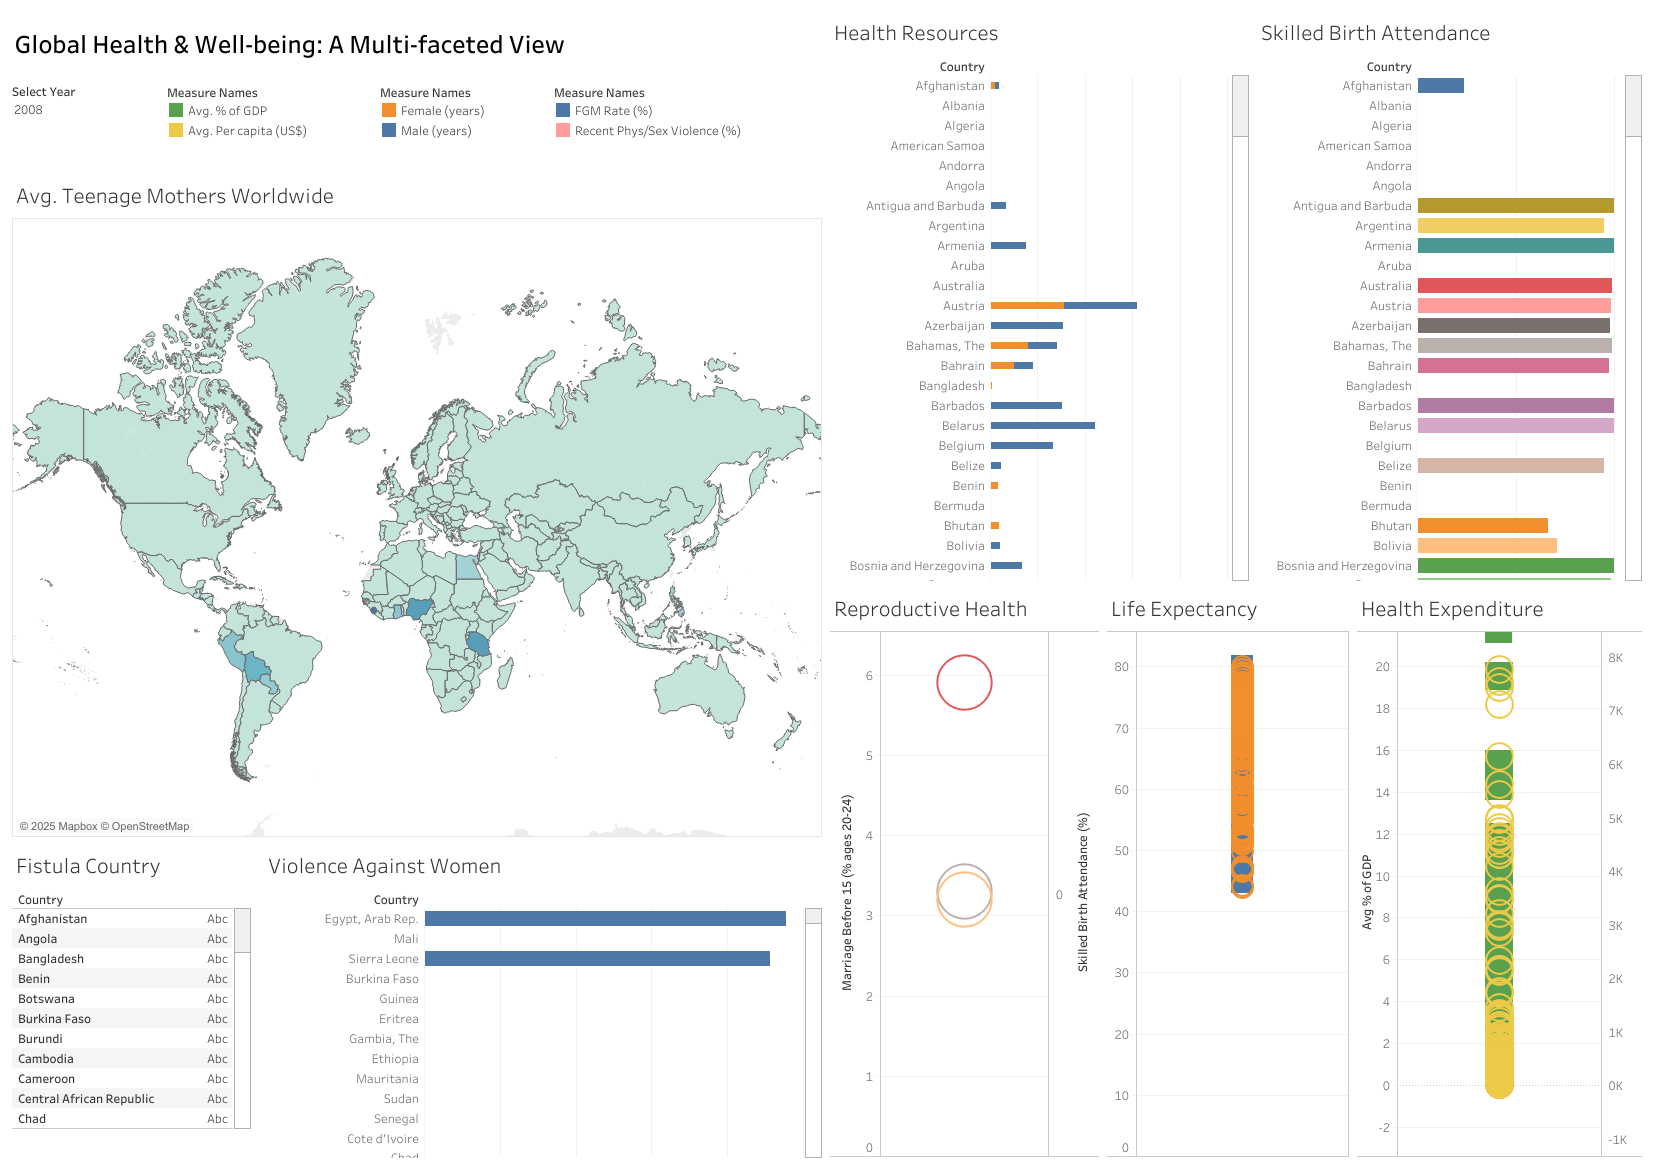 Global Health & Well-being: A Multi-faceted View
Select Year
2008
Measure Names
Avg. % of GDP
Avg. Per capita (US$)
Measure Names
Female (years)
Male (years)
Measure Names
FGM Rate (%)
Recent Phys/Sex Violence (%)
Avg. Teenage Mothers Worldwide
© 2025 Mapbox © OpenStreetMap
Health Resources
Country
Afghanistan
Albania
Algeria
American Samoa
Andorra
Angola
Antigua and Barbuda
Argentina
Armenia
Aruba
Australia
Austria
Azerbaijan
Bahamas, The
Bahrain
Bangladesh
Barbados
Belarus
Belgium
Belize
Benin
Bermuda
Bhutan
Bolivia
Bosnia and Herzegovina
Skilled Birth Attendance
Country
Afghanistan
Albania
Algeria
American Samoa
Andorra
Angola
Antigua and Barbuda
Argentina
Armenia
Aruba
Australia
Austria
Azerbaijan
Bahamas, The
Bahrain
Bangladesh
Barbados
Belarus
Belgium
Belize
Benin
Bermuda
Bhutan
Bolivia
Bosnia and Herzegovina
Fistula Country
Country
Afghanistan Abc
Angola Abc
Bangladesh Abc
Benin Abc
Botswana Abc
Burkina Faso Abc
Burundi Abc
Cambodia Abc
Cameroon Abc
Central African Republic Abc
Chad Abc
Violence Against Women
Country
Egypt, Arab Rep.
Mali
Sierra Leone
Burkina Faso
Guinea
Eritrea
Gambia, The
Ethiopia
Mauritania
Sudan
Senegal
Cote d'Ivoire
Chad
Reproductive Health
Marriage Before 15 (% ages 20-24)
6
5
4
3
2
1
0
0
Skilled Birth Attendance (%)
Life Expectancy
80
70
60
50
40
30
20
10
0
Health Expenditure
Avg % of GDP
20
18
16
14
12
10
8
6
4
2
0
-2
8K
7K
6K
5K
4K
3K
2K
1K
0K
-1K